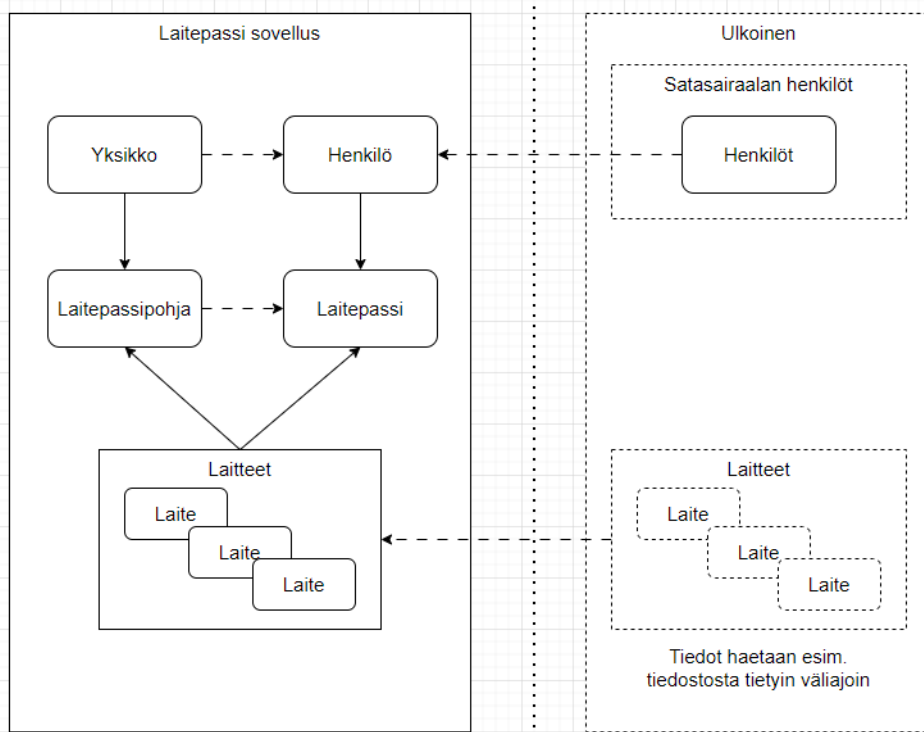 Laitepassi sovellus
Yksikko
Henkilö
Laitepassipohja
Laitepassi
Laitteet
Laite
Laite
Laite
Ulkoinen
Satasairaalan henkilöt
Henkilöt
Laitteet
Laite
Laite
Laite
Tiedot haetaan esim.
tiedostosta tietyin väliajoin